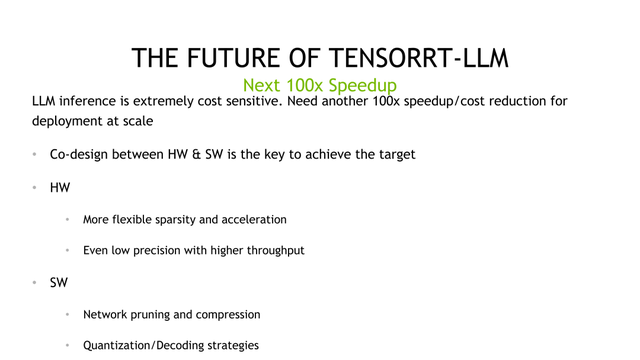 THE FUTURE OF TENSORRT-LLM
Next 100x Speedup
LLM inference is extremely cost sensitive. Need another 100x speedup/cost reduction for
deployment at scale
• Co-design between HW & SW is the key to achieve the target
• HW
• More flexible sparsity and acceleration
• Even low precision with higher throughput
• SW
• Network pruning and compression
• Quantization/Decoding strategies